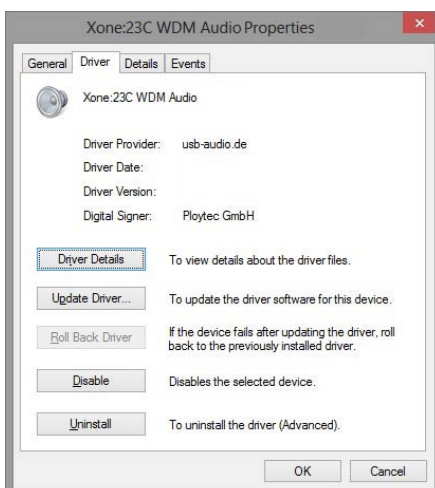 Xone:23C WDM Audio Properties
General Driver Details Events
Xone:23C WDM Audio
Driver Provider: usb-audio.de
Driver Date:
Driver Version:
Digital Signer: Ploytec GmbH
Driver Details To view details about the driver files.
Update Driver... To update the driver software for this device.
Roll Back Driver If the device fails after updating the driver, roll
back to the previously installed driver.
Disable Disables the selected device.
Uninstall To uninstall the driver (Advanced).
OK Cancel